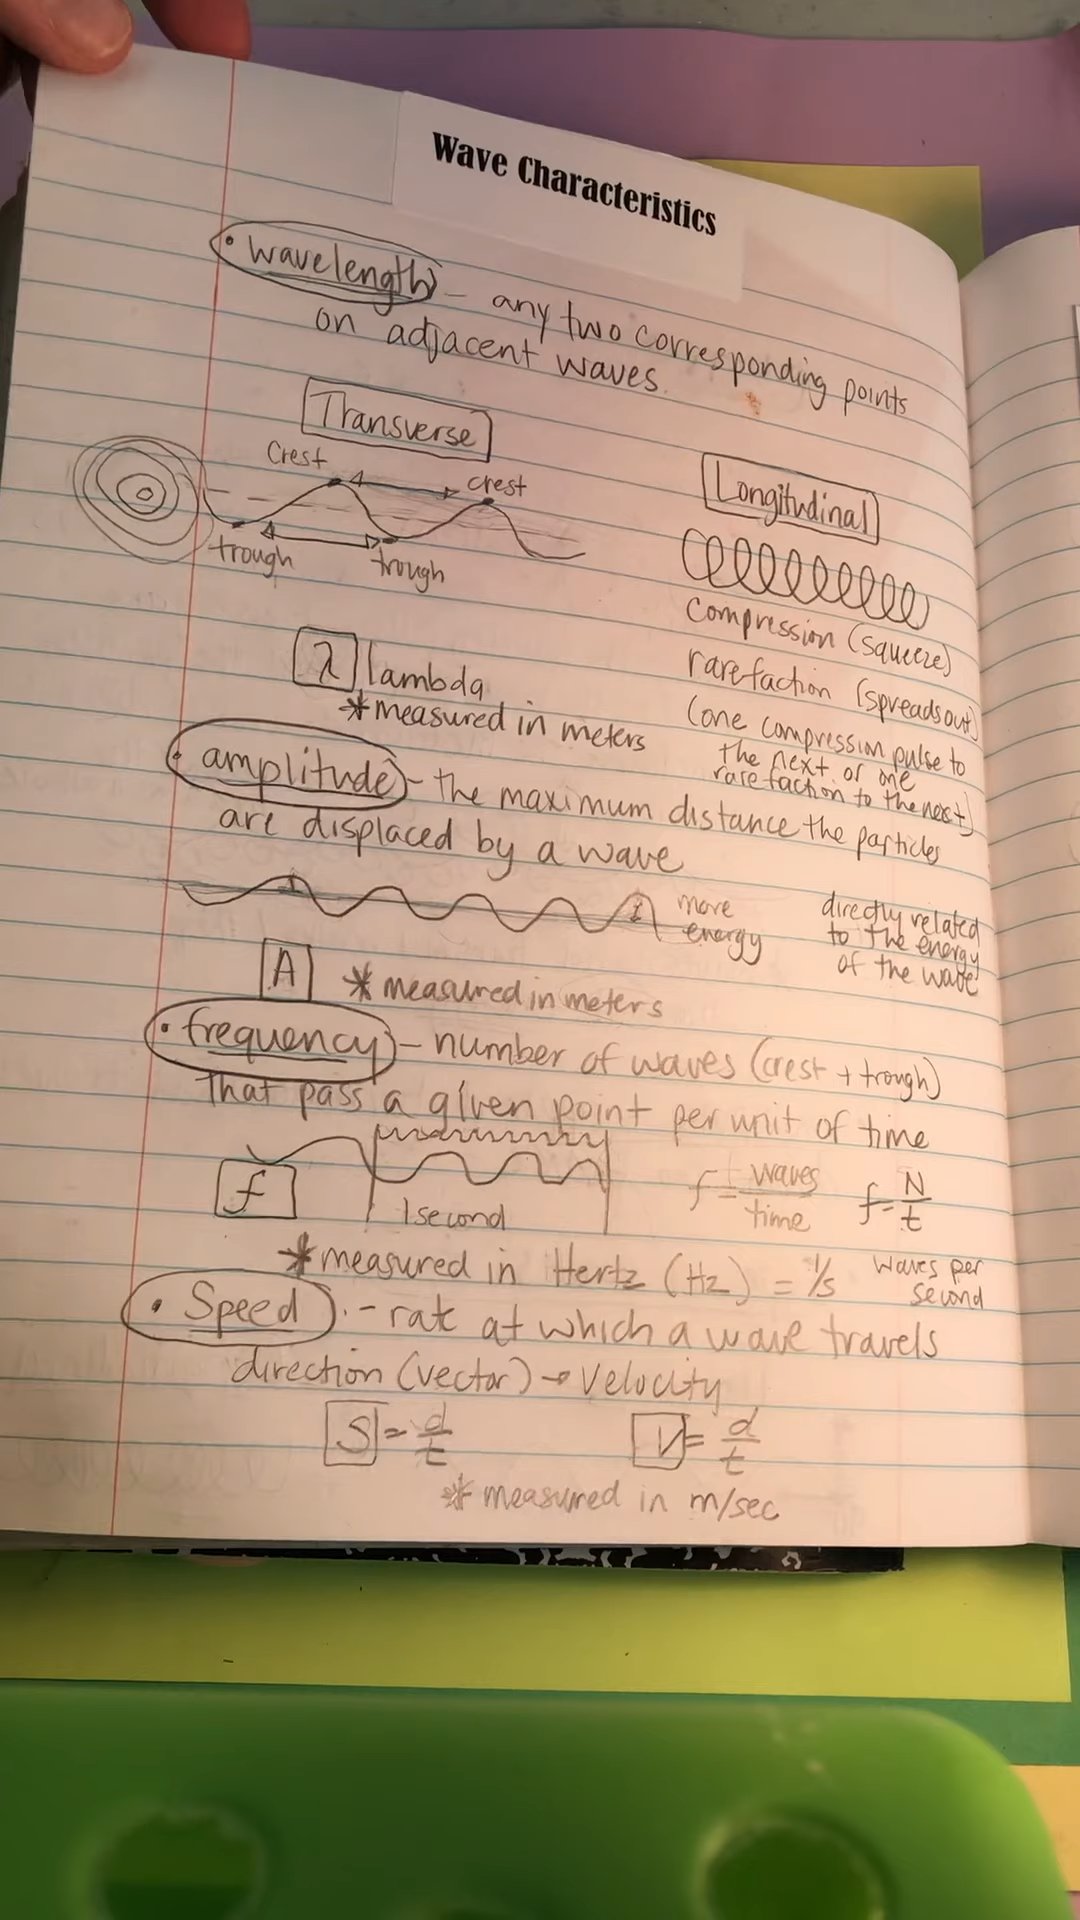 Wave Characteristics
• wavelength - any two corresponding points
on adjacent waves.
Transverse
Crest
crest
trough
trough
Longitudinal
Compression (squeeze)
rarefaction (spreads out)
(one compression pulse to
the next or one
rarefaction to the next)
λ lambda
* measured in meters
• amplitude - the maximum distance the particles
are displaced by a wave
more
energy
directly related
to the energy
of the wave
A * measured in meters
• frequency - number of waves (crest + trough)
that pass a given point per unit of time
f
1 second
f = waves/time
f = N/t
* measured in Hertz (Hz) = 1/s
waves per
second
• Speed. - rate at which a wave travels
direction (vector) → Velocity
S = d/t
V = d/t
* measured in m/sec